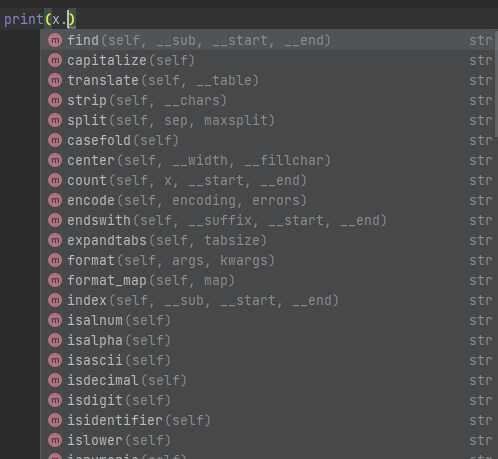 print(x.)
m find(self, __sub, __start, __end) str
m capitalize(self) str
m translate(self, __table) str
m strip(self, __chars) str
m split(self, sep, maxsplit) str
m casefold(self) str
m center(self, __width, __fillchar) str
m count(self, x, __start, __end) str
m encode(self, encoding, errors) str
m endswith(self, __suffix, __start, __end) str
m expandtabs(self, tabsize) str
m format(self, args, kwargs) str
m format_map(self, map) str
m index(self, __sub, __start, __end) str
m isalnum(self) str
m isalpha(self) str
m isascii(self) str
m isdecimal(self) str
m isdigit(self) str
m isidentifier(self) str
m islower(self) str